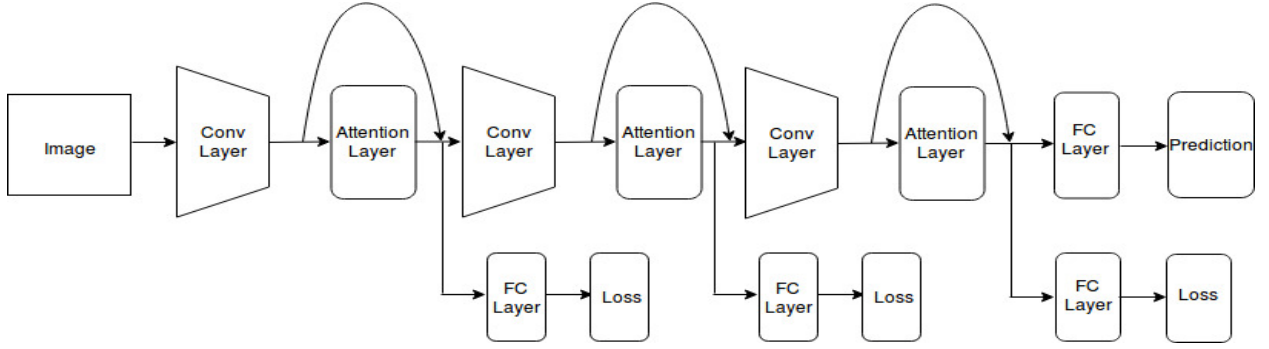 Image
Conv
Layer
Attention
Layer
Conv
Layer
Attention
Layer
Conv
Layer
Attention
Layer
FC
Layer
Prediction
FC
Layer
Loss
FC
Layer
Loss
FC
Layer
Loss